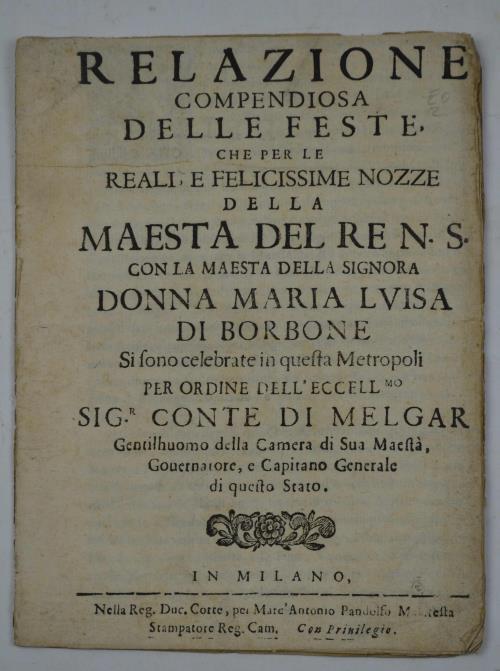 RELAZIONE
COMPENDIOSA
DELLE FESTE,
CHE PER LE
REALI, E FELICISSIME NOZZE
DELLA
MAESTA DEL RE N. S.
CON LA MAESTA DELLA SIGNORA
DONNA MARIA LVISA
DI BORBONE
Si sono celebrate in questa Metropoli
PER ORDINE DELL'ECCELL.MO
SIG.R CONTE DI MELGAR
Gentilhuomo della Camera di Sua Maestà,
Gouernatore, e Capitano Generale
di questo Stato.
IN MILANO,
Nella Reg. Duc. Corte, per Marc'Antonio Pandolfo Malatesta
Stampatore Reg. Cam. Con Priuilegio.